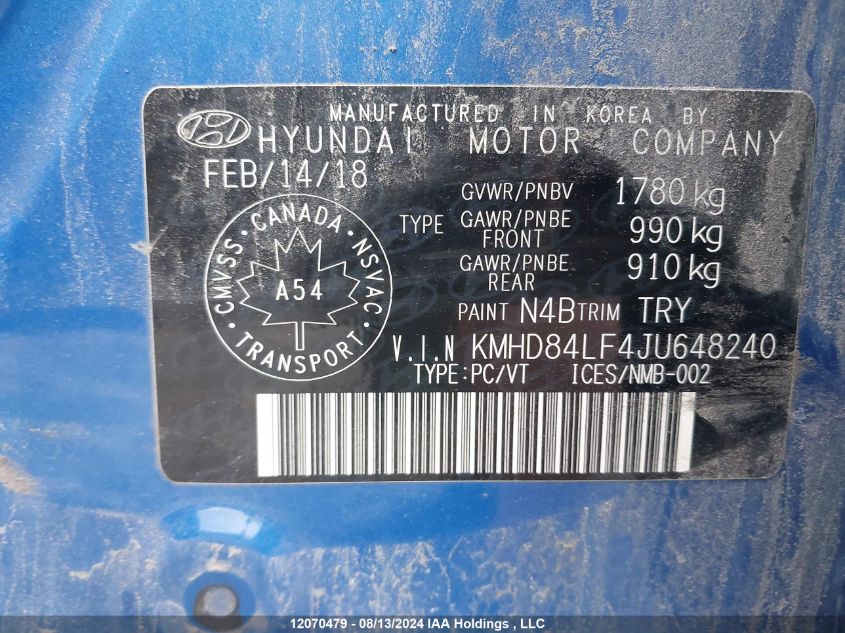 MANUFACTURED IN KOREA BY
HYUNDAI MOTOR COMPANY
FEB/14/18
GVWR/PNBV 1780 kg
TYPE GAWR/PNBE FRONT 990 kg
GAWR/PNBE REAR 910 kg
PAINT N4B TRIM TRY
· CANADA · NSVAC · TRANSPORT · CMVSS
A54
V.I.N KMHD84LF4JU648240
TYPE:PC/VT ICES/NMB-002
12070479 - 08/13/2024 IAA Holdings , LLC